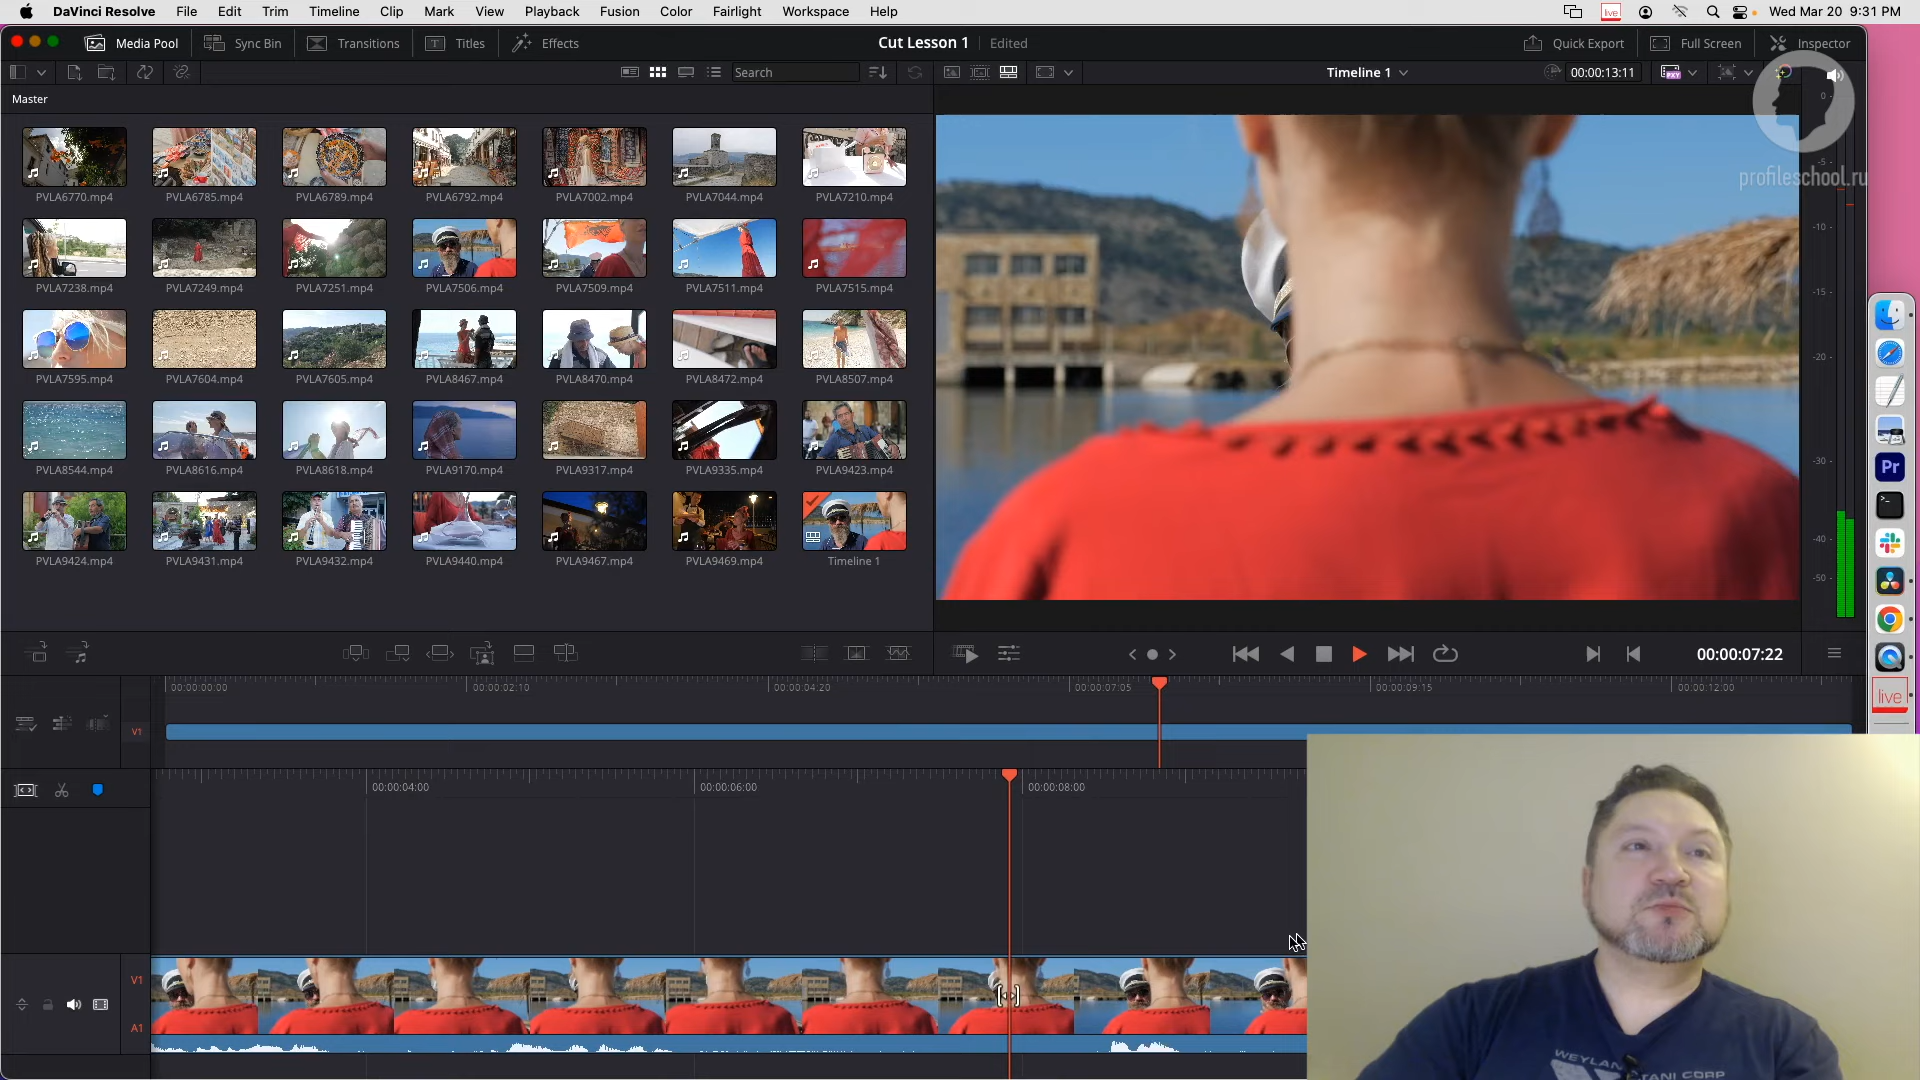 DaVinci Resolve File Edit Trim Timeline Clip Mark View Playback Fusion Color Fairlight Workspace Help live Wed Mar 20 9:31 PM
Media Pool Sync Bin Transitions Titles Effects Cut Lesson 1 Edited Quick Export Full Screen Inspector
Search Timeline 1 00:00:13:11 PXY
Master
PVLA6770.mp4 PVLA6785.mp4 PVLA6789.mp4 PVLA6792.mp4 PVLA7002.mp4 PVLA7044.mp4 PVLA7210.mp4
PVLA7238.mp4 PVLA7249.mp4 PVLA7251.mp4 PVLA7506.mp4 PVLA7509.mp4 PVLA7511.mp4 PVLA7515.mp4
PVLA7595.mp4 PVLA7604.mp4 PVLA7605.mp4 PVLA8467.mp4 PVLA8470.mp4 PVLA8472.mp4 PVLA8507.mp4
PVLA8544.mp4 PVLA8616.mp4 PVLA8618.mp4 PVLA9170.mp4 PVLA9317.mp4 PVLA9335.mp4 PVLA9423.mp4
PVLA9424.mp4 PVLA9431.mp4 PVLA9432.mp4 PVLA9440.mp4 PVLA9467.mp4 PVLA9469.mp4 Timeline 1
profileschool.ru
0
-5
-10
-15
-20
-30
-40
-50
Pr
live
00:00:07:22
00:00:00:00 00:00:02:10 00:00:04:20 00:00:07:05 00:00:09:15 00:00:12:00
V1
00:00:04:00 00:00:06:00 00:00:08:00
V1
A1
WEYLAN TANI CORP